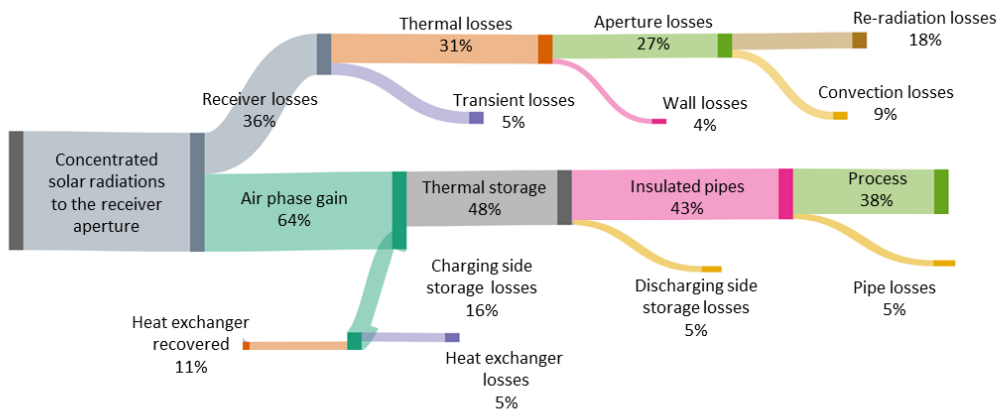 Thermal losses
31%
Aperture losses
27%
Re-radiation losses
18%
Receiver losses
36%
Transient losses
5%
Wall losses
4%
Convection losses
9%
Concentrated
solar radiations
to the receiver
aperture
Air phase gain
64%
Thermal storage
48%
Insulated pipes
43%
Process
38%
Charging side
storage losses
16%
Discharging side
storage losses
5%
Pipe losses
5%
Heat exchanger
recovered
11%
Heat exchanger
losses
5%